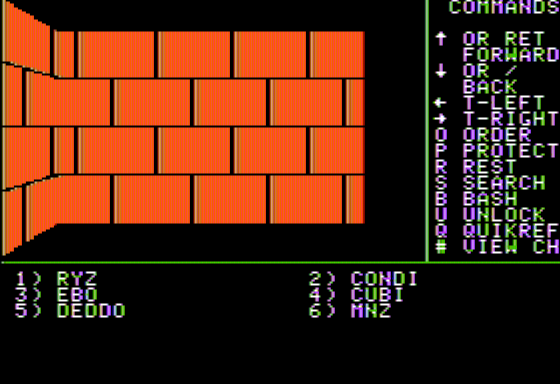 COMMANDS
↑ OR RET
FORWARD
↓ OR /
BACK
← T-LEFT
→ T-RIGHT
O ORDER
P PROTECT
R REST
S SEARCH
B BASH
U UNLOCK
Q QUIKREF
# VIEW CH
1) RYZ 2) CONDI
3) EBO 4) CUBI
5) DEDDO 6) MNZ